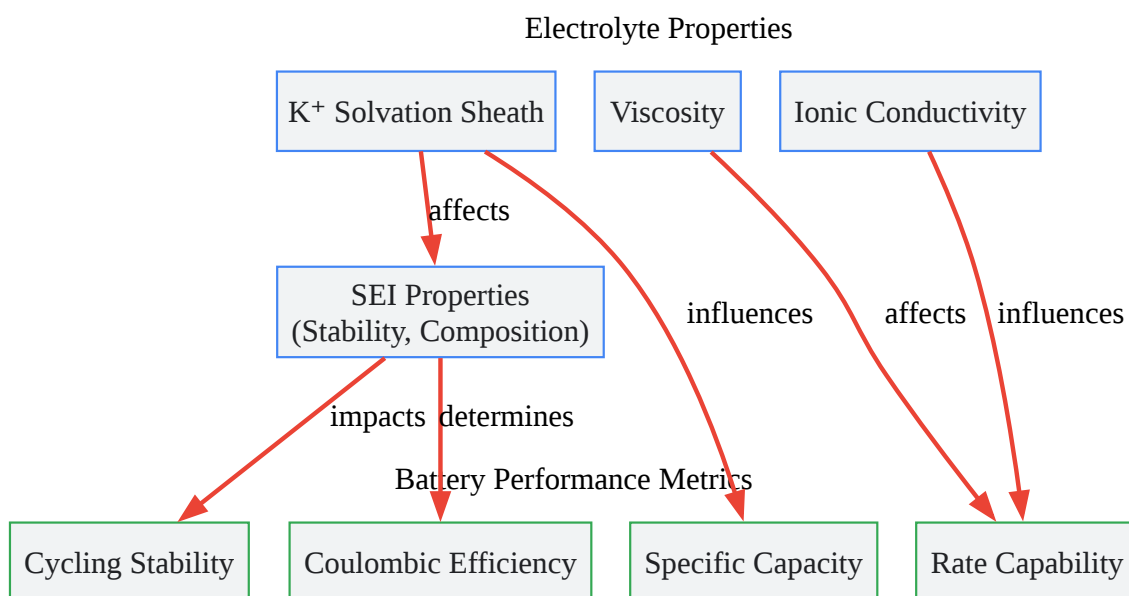 Electrolyte Properties
K⁺ Solvation Sheath
Viscosity
Ionic Conductivity
affects
SEI Properties
(Stability, Composition)
influences
affects
influences
impacts
determines
Battery Performance Metrics
Cycling Stability
Coulombic Efficiency
Specific Capacity
Rate Capability